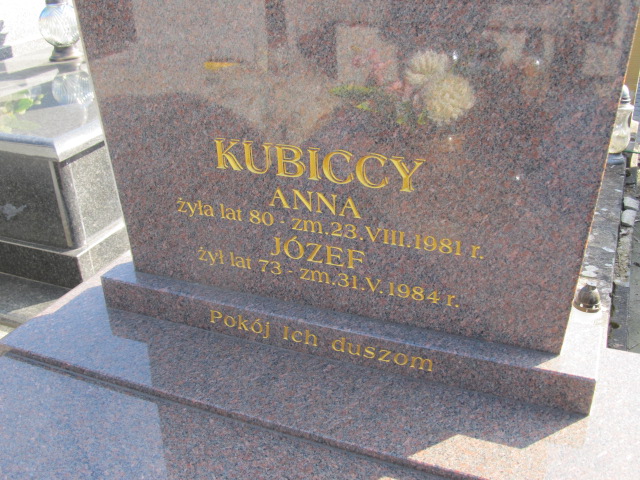 KUBICCY
ANNA
żyła lat 80 · zm.23.VIII.1981 r.
JÓZEF
żył lat 73 · zm.31.V.1984 r.
Pokój Ich duszom